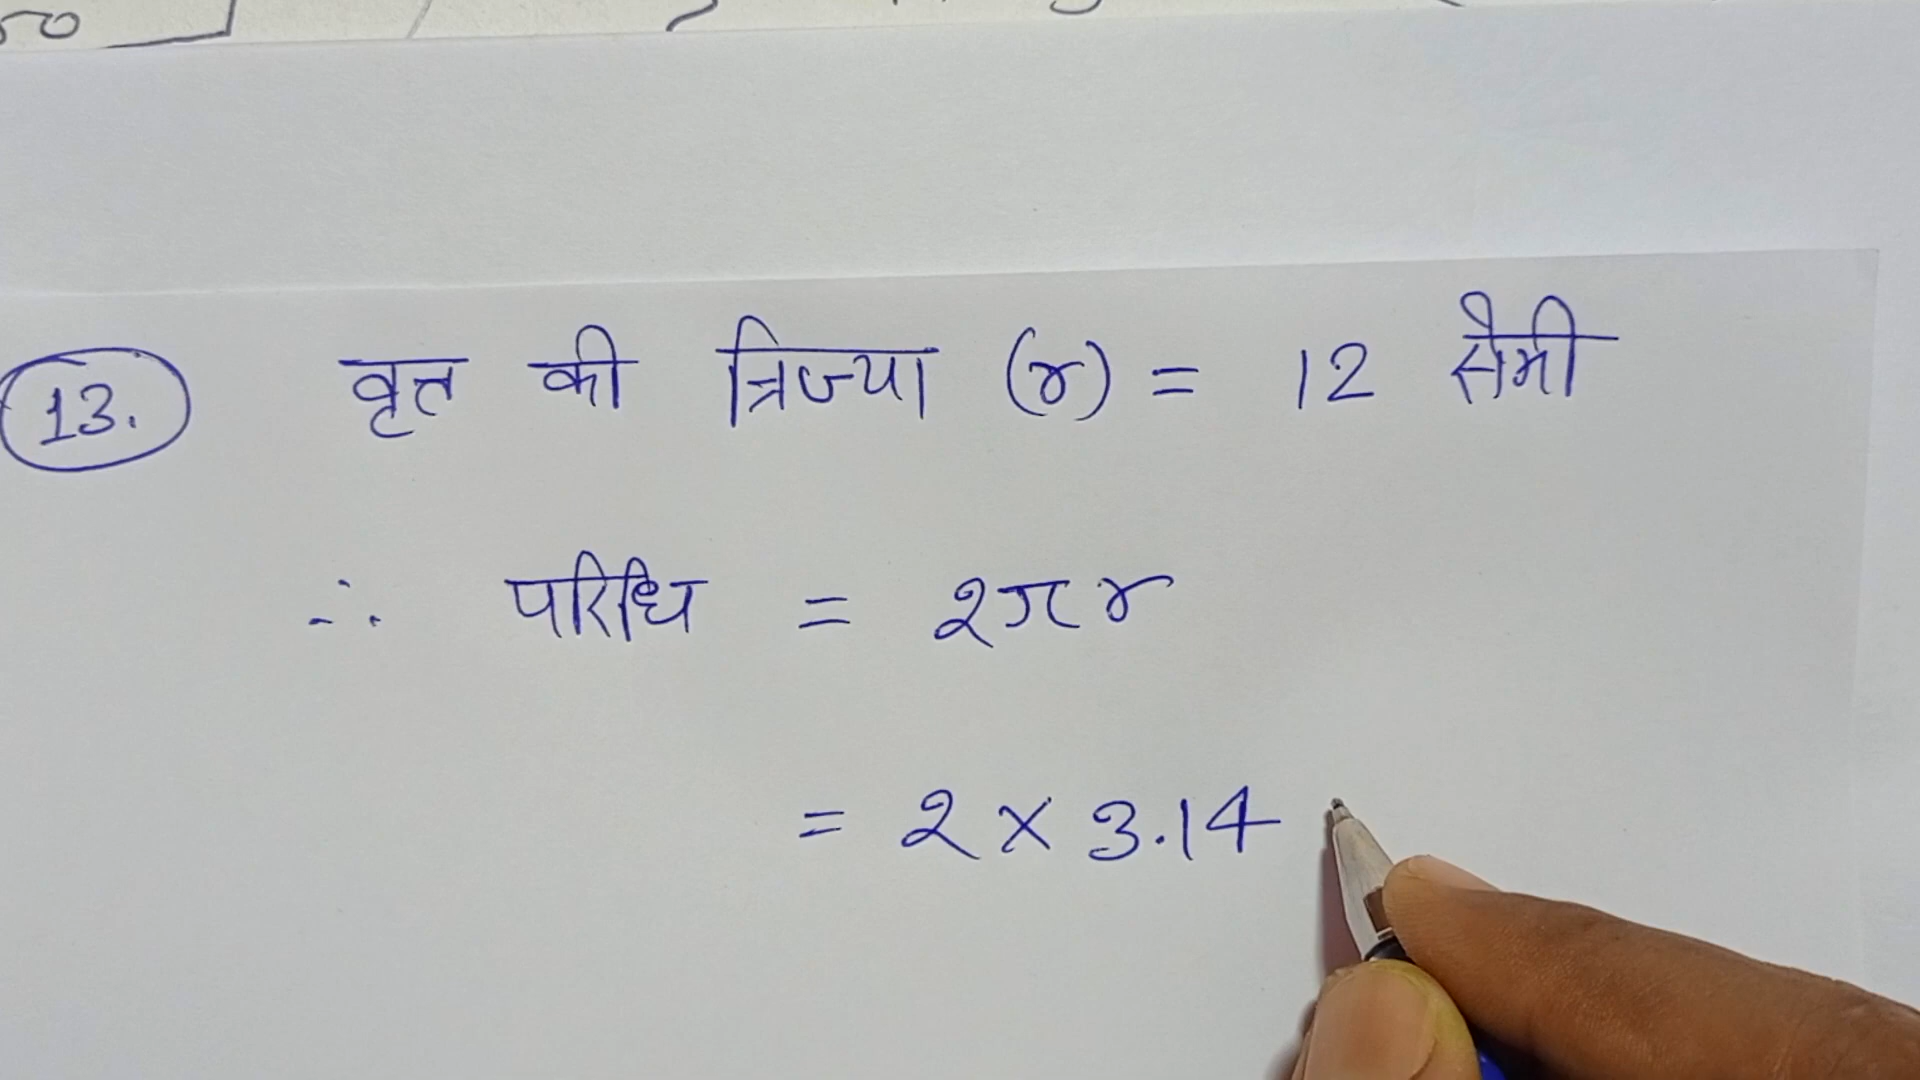 13. वृत्त की त्रिज्या (r) = 12 सेमी
∴ परिधि = 2πr
= 2 × 3.14